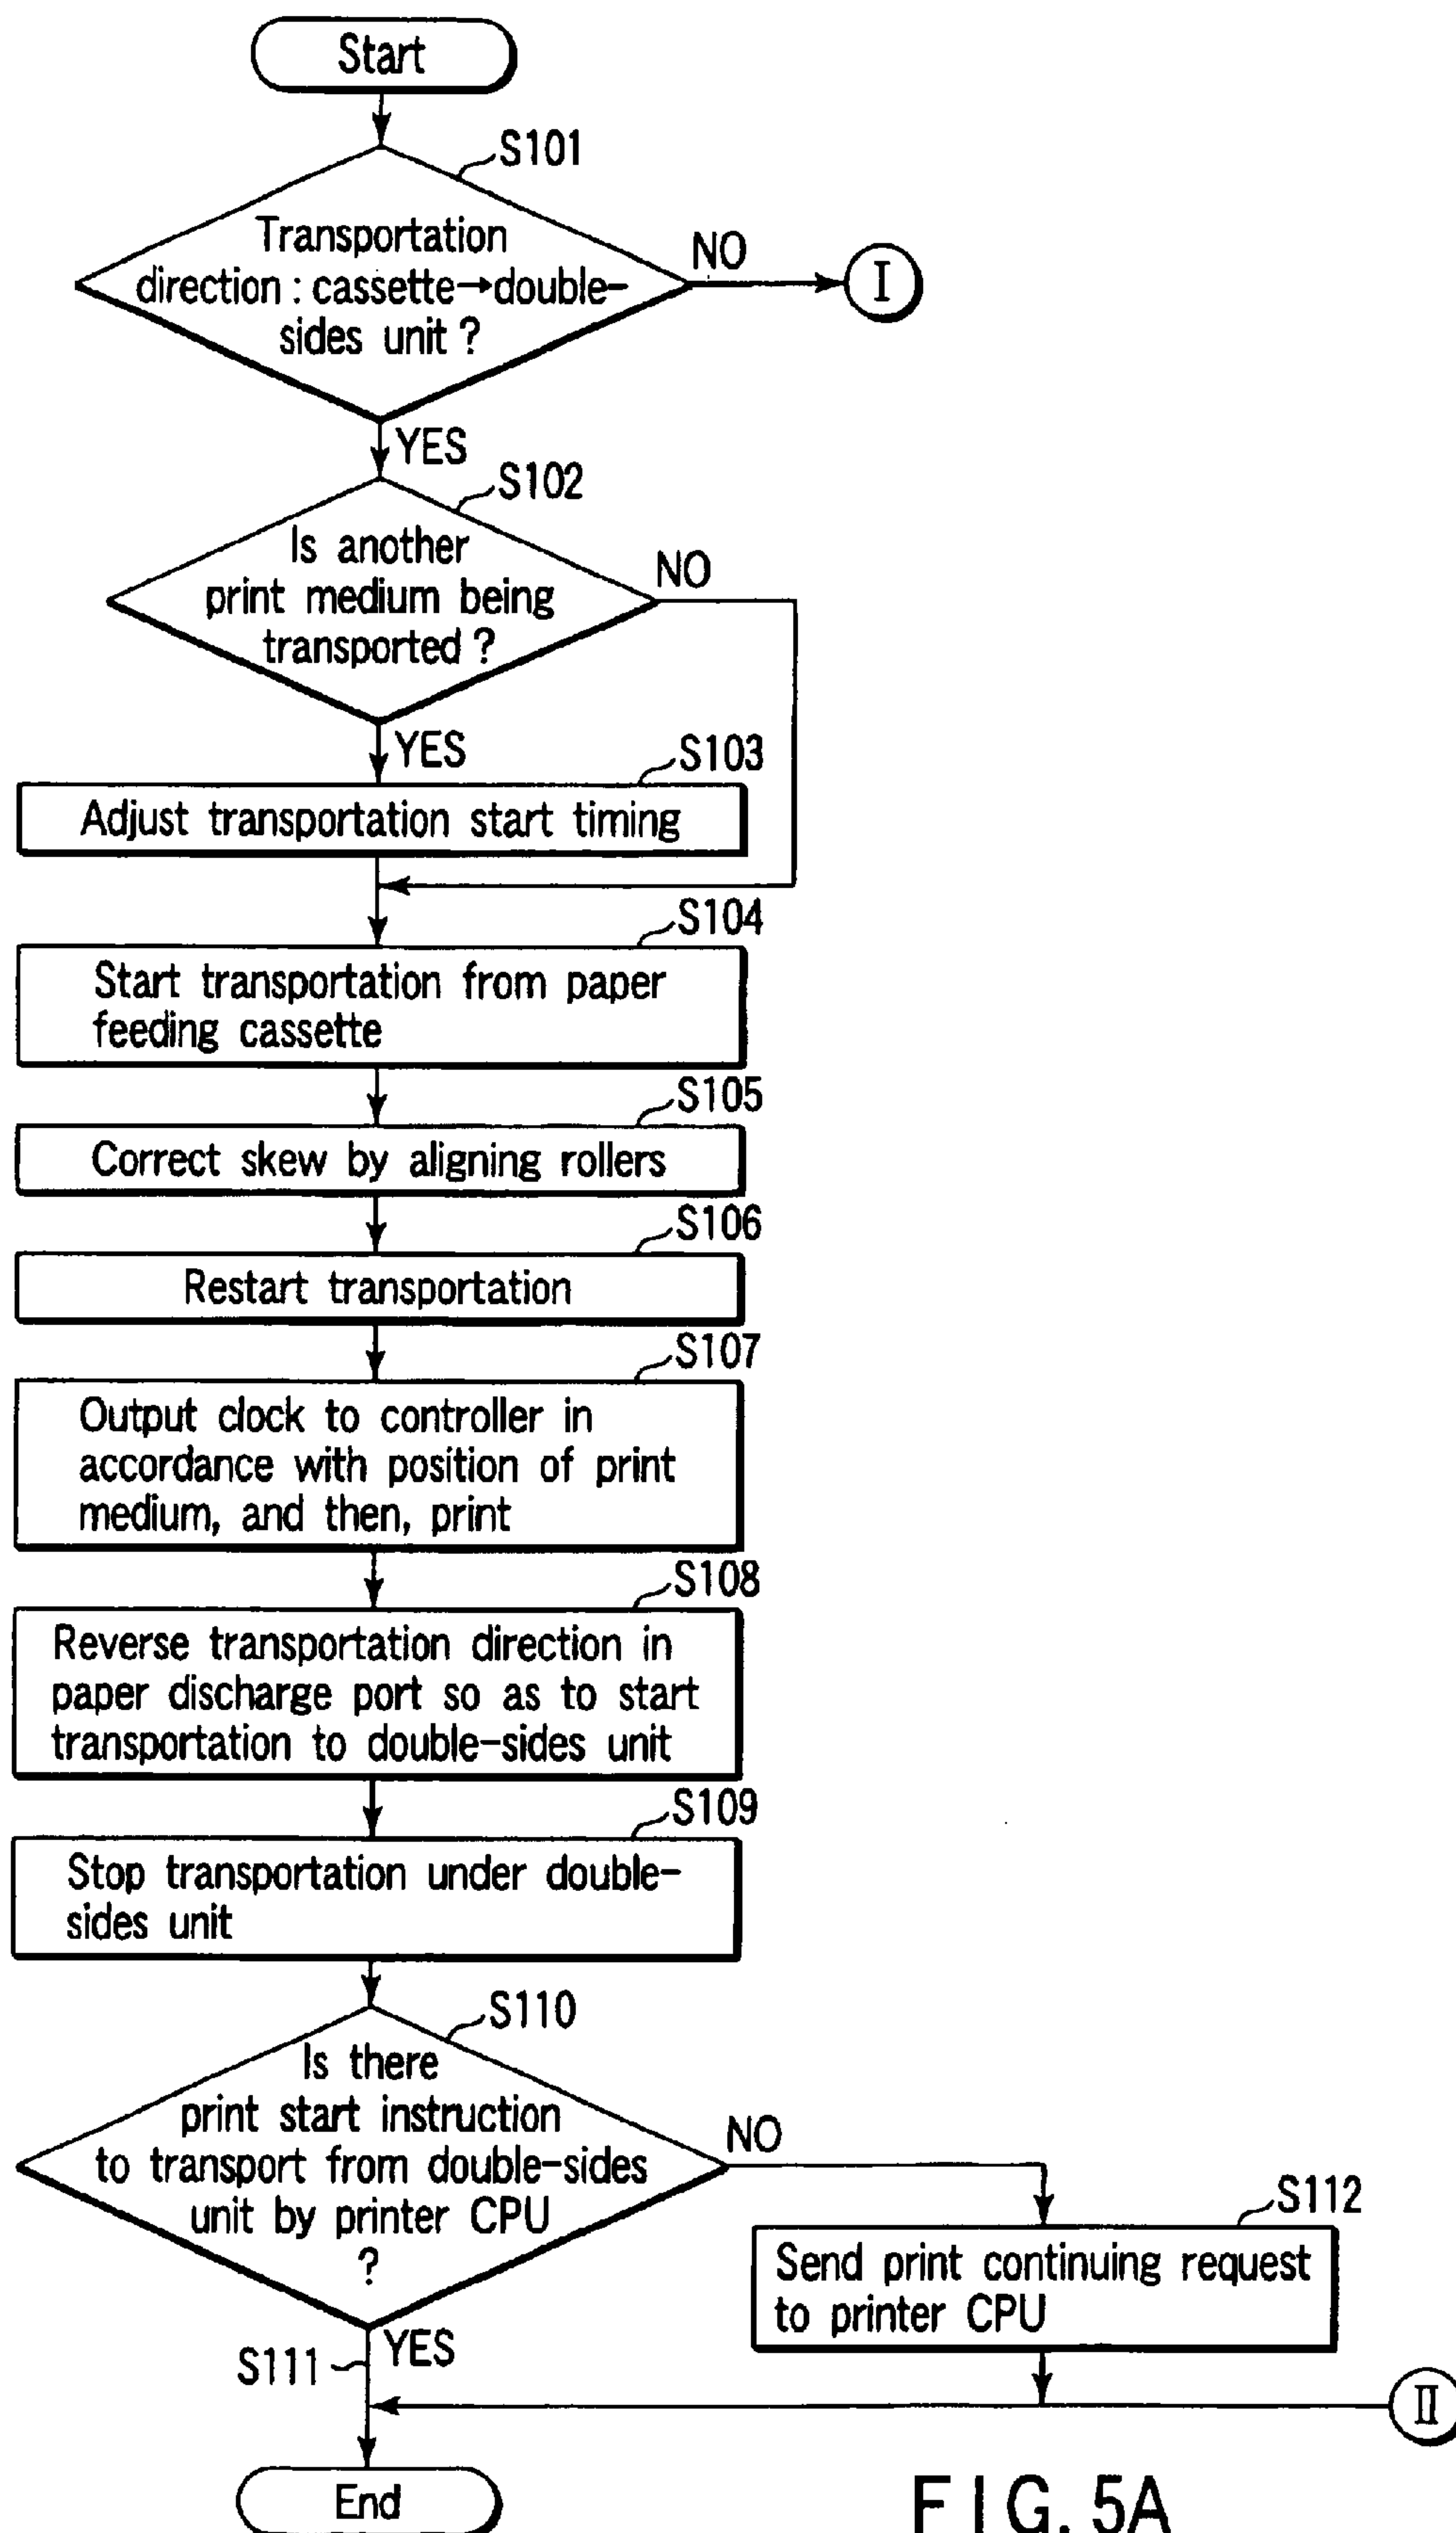 Start
S101
Transportation
direction : cassette→double-
sides unit ?
NO
I
YES
S102
Is another
print medium being
transported ?
NO
YES
S103
Adjust transportation start timing
S104
Start transportation from paper
feeding cassette
S105
Correct skew by aligning rollers
S106
Restart transportation
S107
Output clock to controller in
accordance with position of print
medium, and then, print
S108
Reverse transportation direction in
paper discharge port so as to start
transportation to double-sides unit
S109
Stop transportation under double-
sides unit
S110
Is there
print start instruction
to transport from double-sides
unit by printer CPU
?
NO
S112
Send print continuing request
to printer CPU
S111
YES
II
End
FIG. 5A